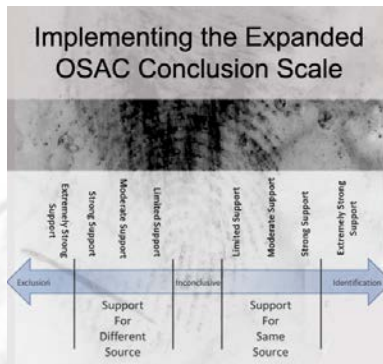 Implementing the Expanded
OSAC Conclusion Scale
Extremely Strong
Support
Strong Support
Moderate Support
Limited Support
Limited Support
Moderate Support
Strong Support
Extremely Strong
Support
Exclusion
Inconclusive
Identification
Support
For
Different
Source
Support
For
Same
Source